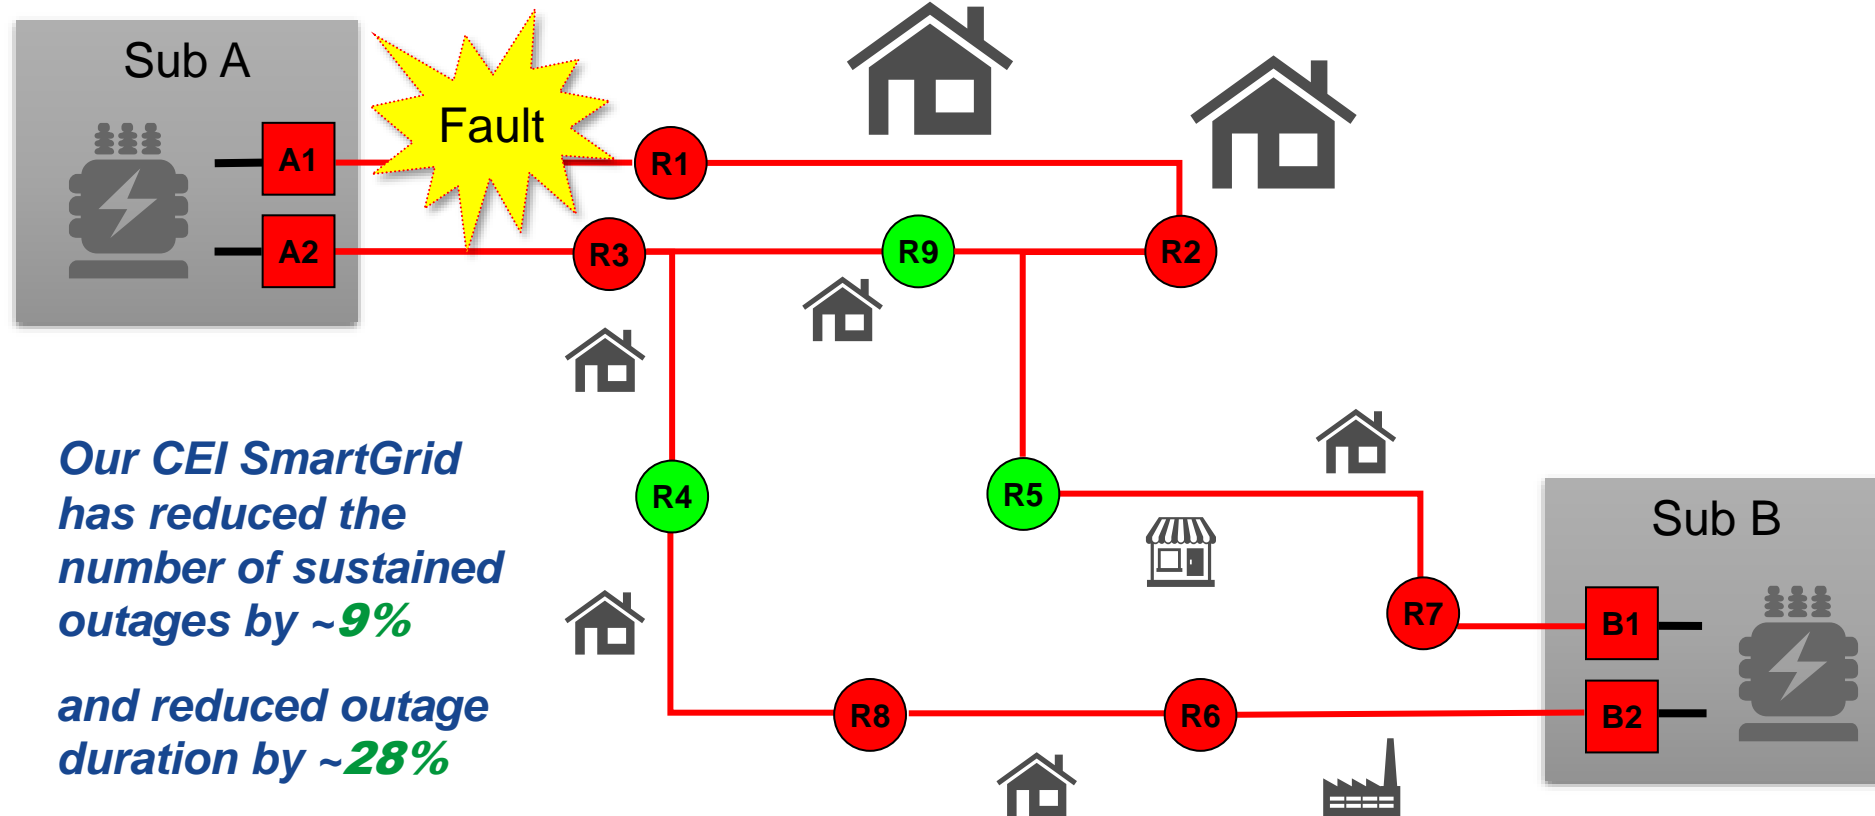 Sub A
Fault
A1
R1
A2
R3
R9
R2
Our CEI SmartGrid
has reduced the
number of sustained
outages by ~9%
and reduced outage
duration by ~28%
R4
R5
Sub B
R7
B1
R8
R6
B2